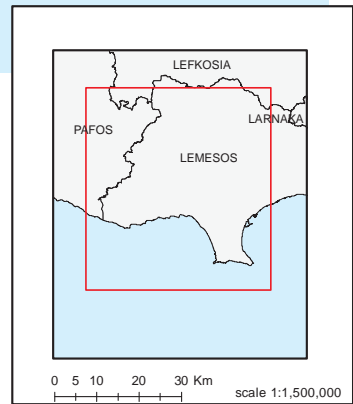 LEFKOSIA
LARNAKA
PAFOS
LEMESOS
0 5 10 20 30 Km
scale 1:1,500,000